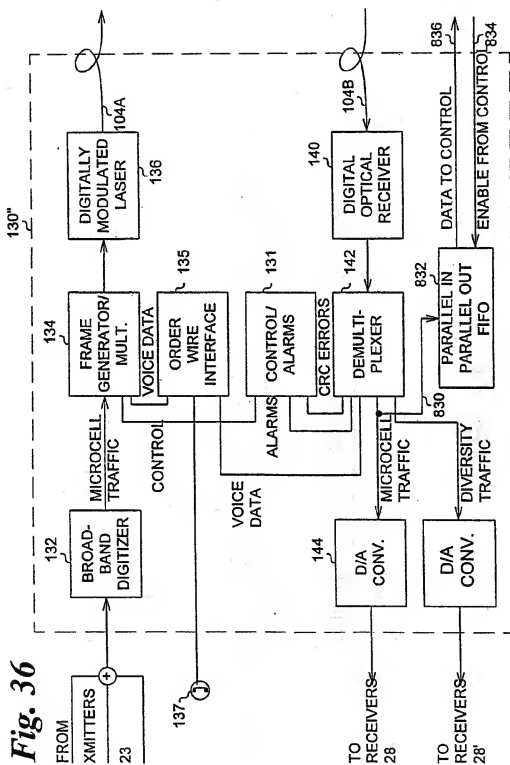 Fig. 36
130"
FROM
XMITTERS
23
+
132
BROAD-
BAND
DIGITIZER
MICROCELL
TRAFFIC
134
FRAME
GENERATOR/
MULT.
DIGITALLY
MODULATED
LASER
136
104A
VOICE DATA
135
ORDER
WIRE
INTERFACE
137
CONTROL
131
CONTROL/
ALARMS
ALARMS
CRC ERRORS
VOICE
DATA
142
DEMULTI-
PLEXER
140
DIGITAL
OPTICAL
RECEIVER
104B
MICROCELL
TRAFFIC
830
144
D/A
CONV.
TO
RECEIVERS
28
DIVERSITY
TRAFFIC
D/A
CONV.
TO
RECEIVERS
28'
832
PARALLEL IN
PARALLEL OUT
FIFO
DATA TO CONTROL
836
ENABLE FROM CONTROL
834